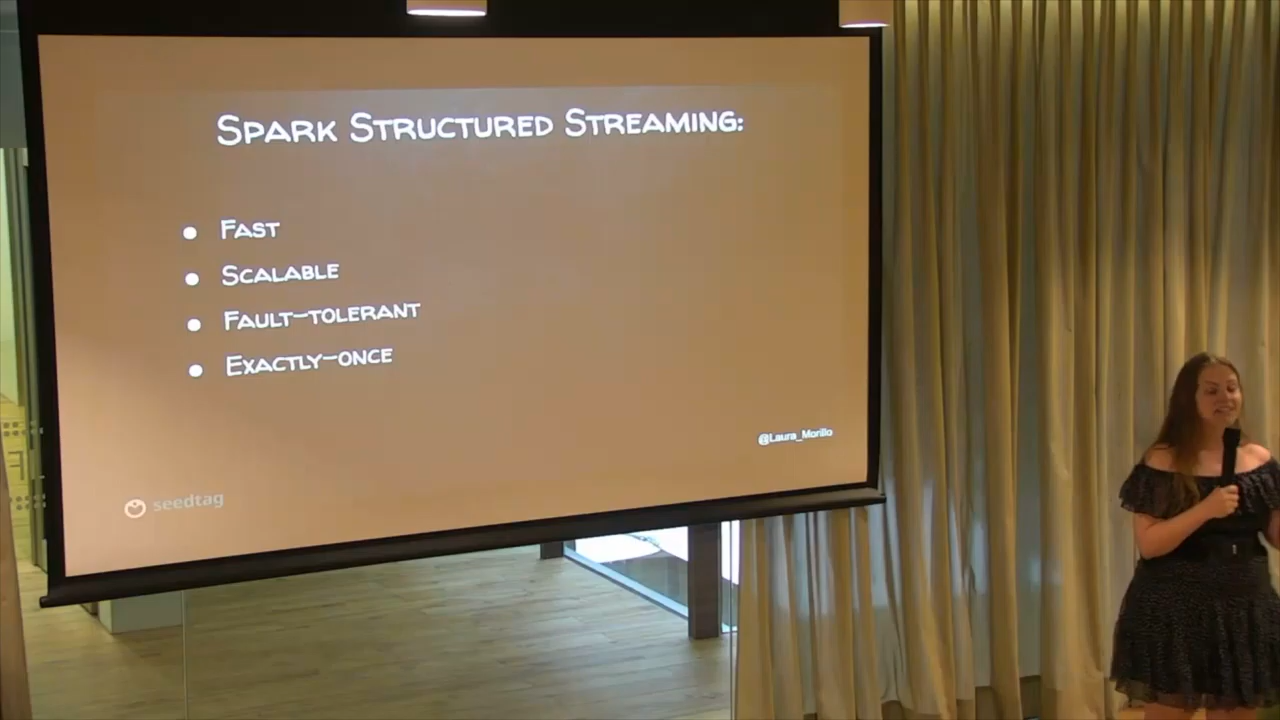 Spark Structured Streaming:
● Fast
● Scalable
● Fault-tolerant
● Exactly-once
@Laura_Morillo
seedtag